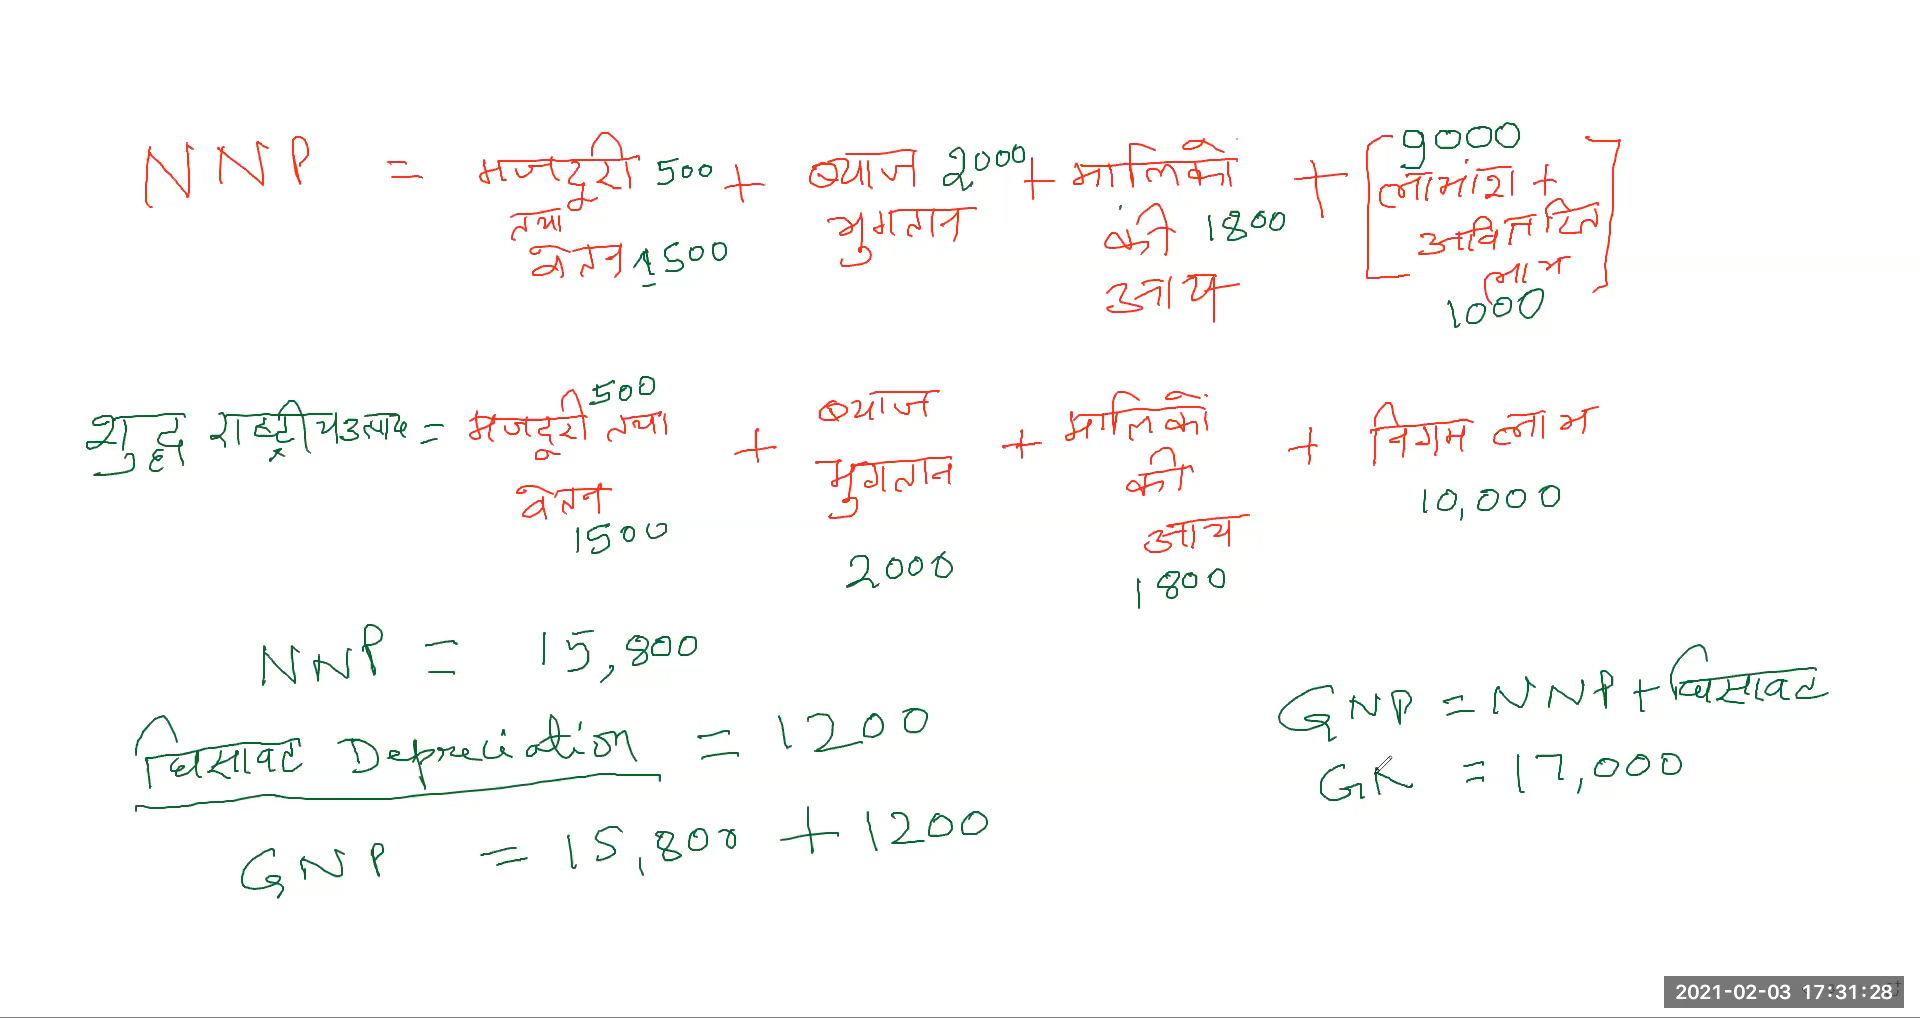 NNP = मजदूरी 500 + ब्याज 2000 + मालिको + [ 9000 लाभांश +
तथा भुगतान की 1800 अवितरित
वेतन 1500 आय लाभ ]
1000
शुद्ध राष्ट्रीय उत्पाद = मजदूरी 500 तथा + ब्याज + मालिको + निगम लाभ
वेतन भुगतान की 10,000
1500 2000 आय
1800
NNP = 15,800
घिसावट Depreciation = 1200
GNP = 15,800 + 1200
GNP = NNP + घिसावट
GK = 17,000
2021-02-03 17:31:28